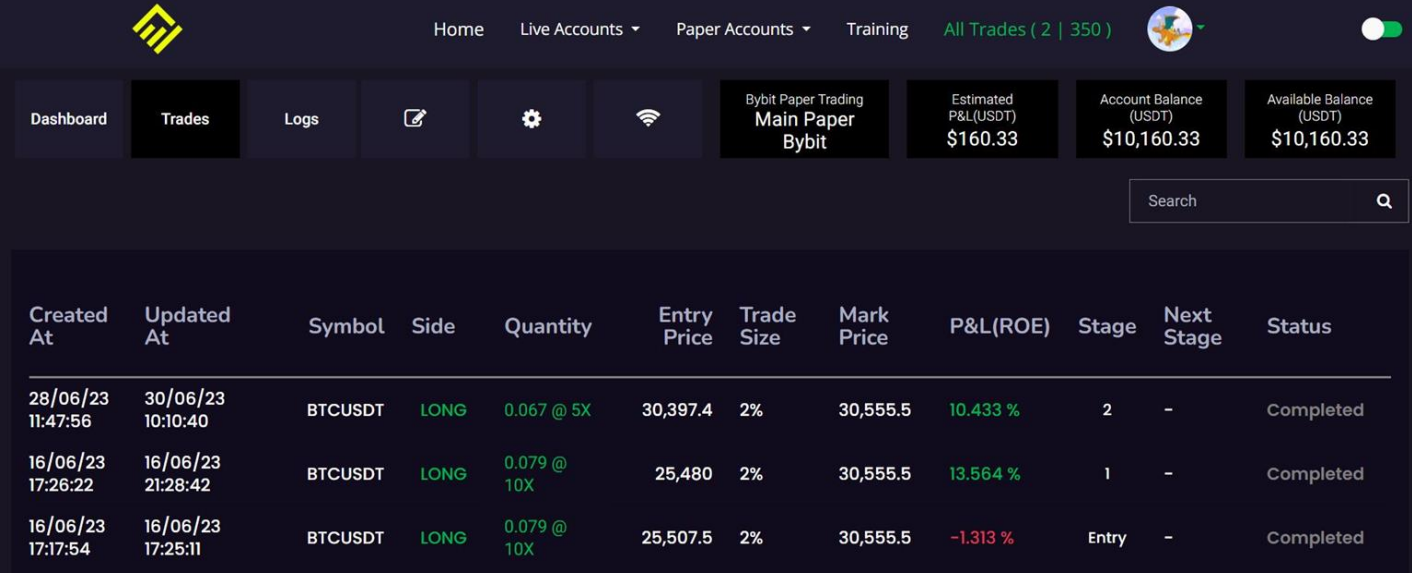 Home Live Accounts Paper Accounts Training All Trades ( 2 | 350 )
Dashboard
Trades
Logs
Bybit Paper Trading
Main Paper
Bybit
Estimated
P&L(USDT)
$160.33
Account Balance
(USDT)
$10,160.33
Available Balance
(USDT)
$10,160.33
Search
Created
At
Updated
At
Symbol
Side
Quantity
Entry
Price
Trade
Size
Mark
Price
P&L(ROE)
Stage
Next
Stage
Status
28/06/23
11:47:56
30/06/23
10:10:40
BTCUSDT
LONG
0.067 @ 5X
30,397.4
2%
30,555.5
10.433 %
2
-
Completed
16/06/23
17:26:22
16/06/23
21:28:42
BTCUSDT
LONG
0.079 @
10X
25,480
2%
30,555.5
13.564 %
1
-
Completed
16/06/23
17:17:54
16/06/23
17:25:11
BTCUSDT
LONG
0.079 @
10X
25,507.5
2%
30,555.5
-1.313 %
Entry
-
Completed